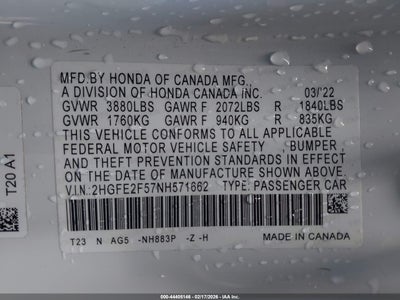 MFD.BY HONDA OF CANADA MFG.,
A DIVISION OF HONDA CANADA INC. 03/'22
GVWR 3880LBS GAWR F 2072LBS R 1840LBS
GVWR 1760KG GAWR F 940KG R 835KG
THIS VEHICLE CONFORMS TO ALL APPLICABLE
FEDERAL MOTOR VEHICLE SAFETY , BUMPER ,
AND THEFT PREVENTION STANDARDS IN EFFECT
ON THE DATE OF MANUFACTURE SHOWN ABOVE.
V.I.N: 2HGFE2F57NH571862 TYPE: PASSENGER CAR
T23 N AG5 -NH883P -Z -H MADE IN CANADA
T20 A1
000-44405146 - 02/17/2026 - IAA, Inc.